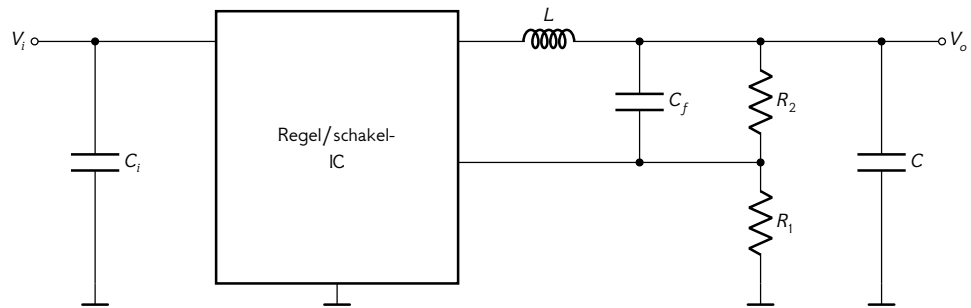 L
V_i
V_o
C_f
R_2
Regel/schakel-
IC
C_i
C
R_1